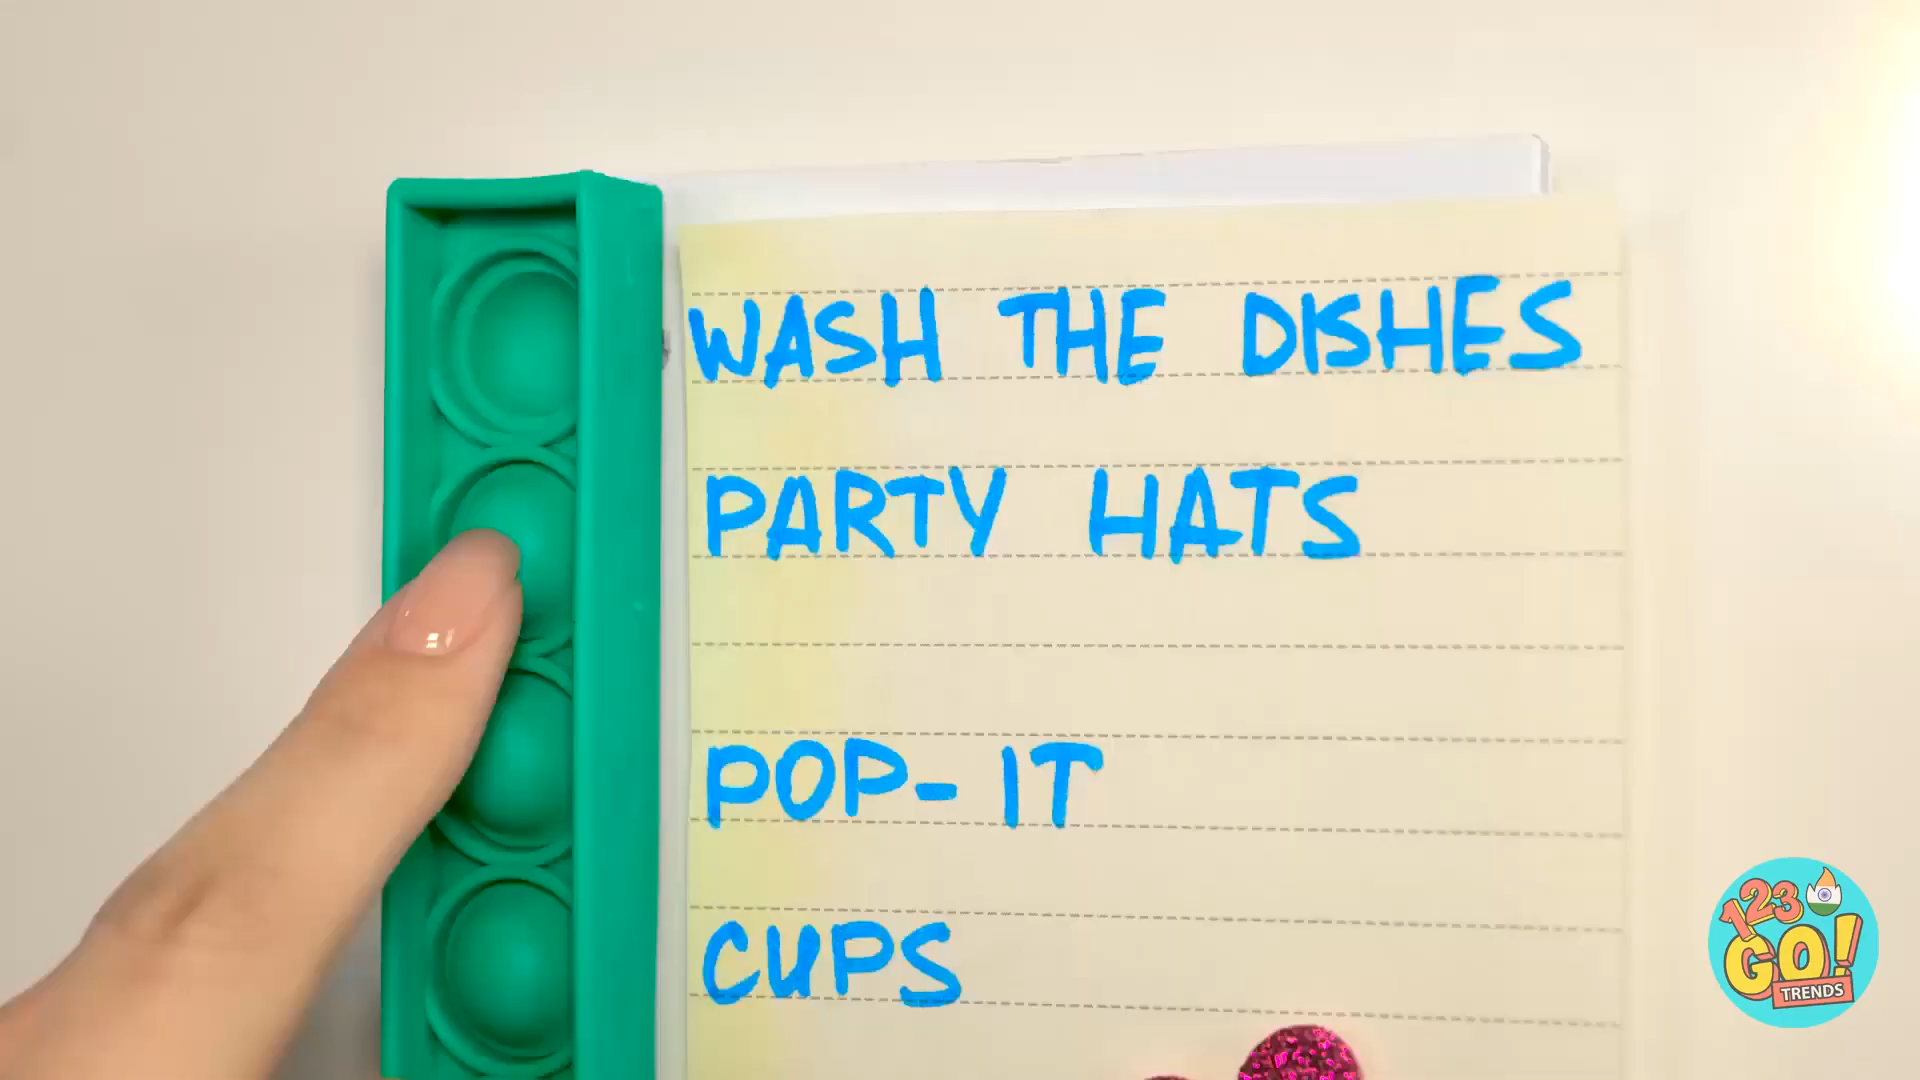 WASH THE DISHES
PARTY HATS
POP-IT
CUPS
123
GO!
TRENDS